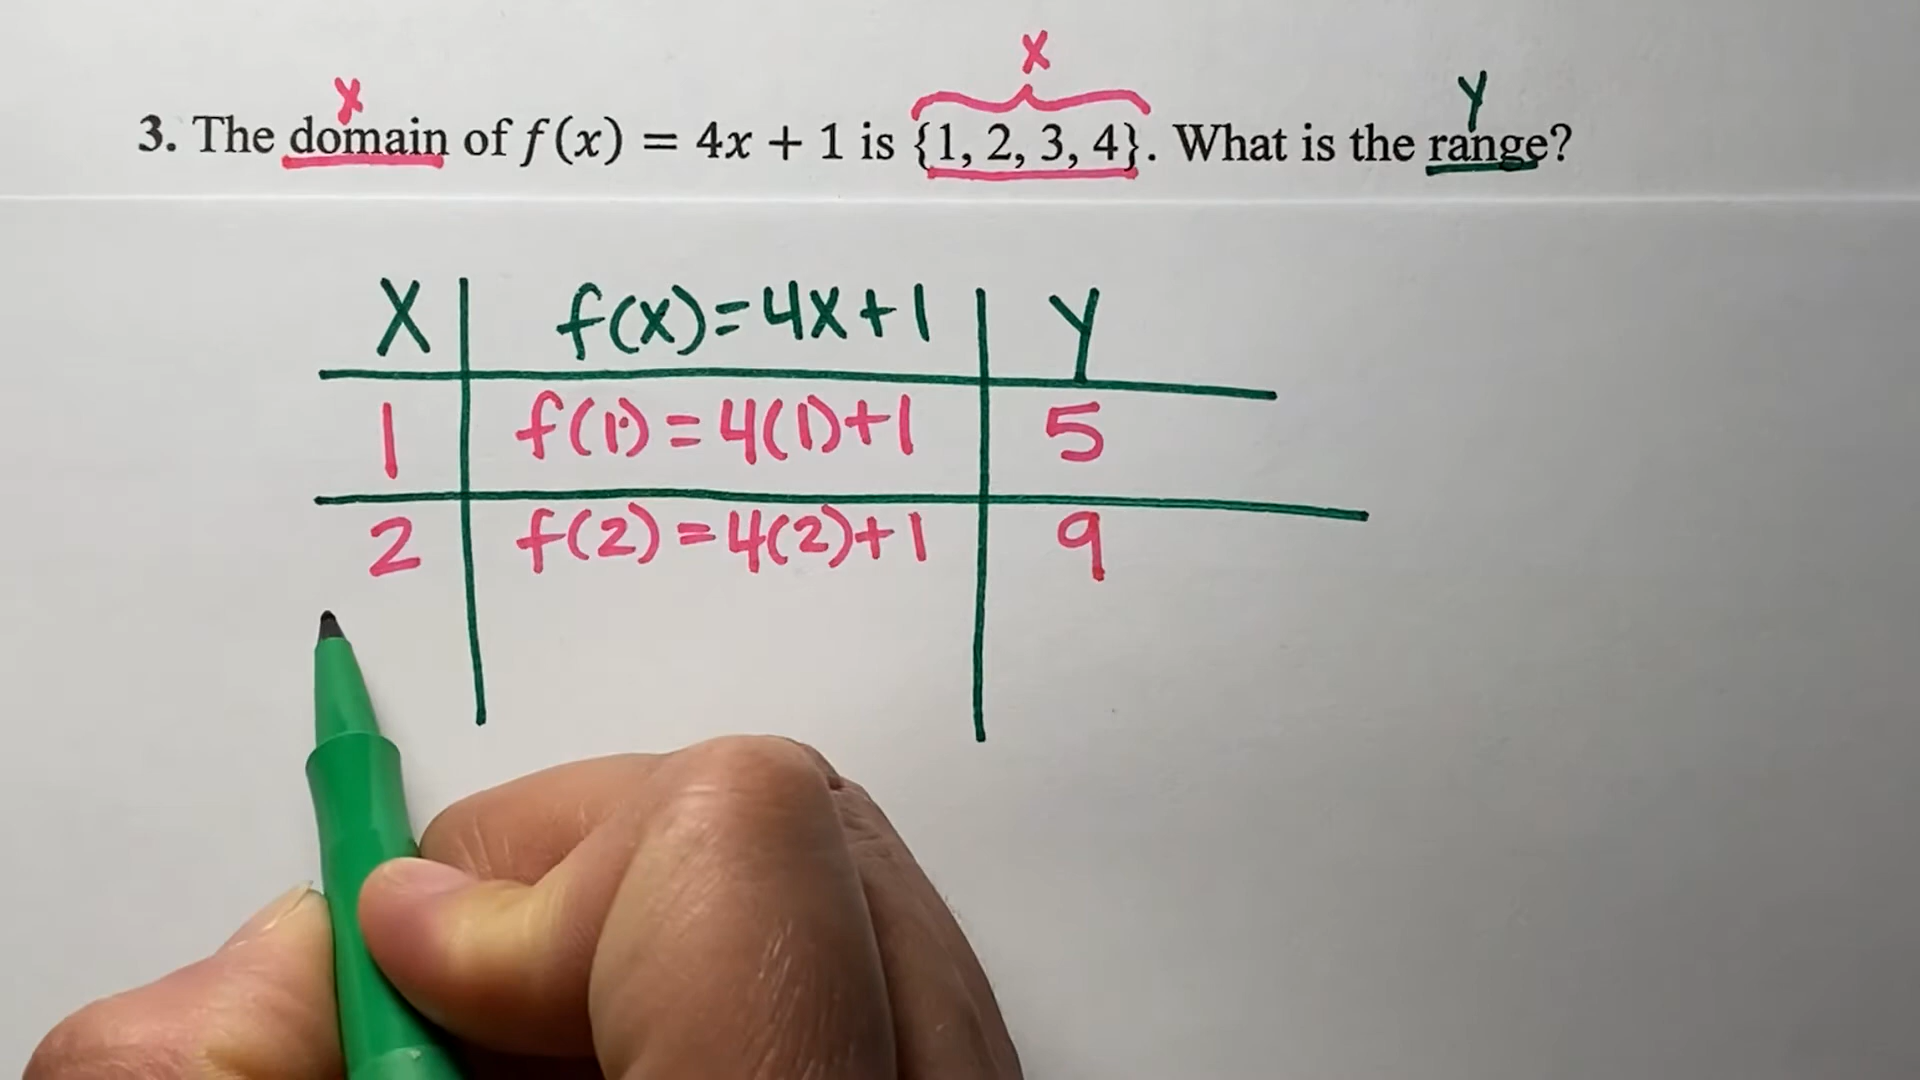 X
X
Y
3. The domain of f(x) = 4x + 1 is {1, 2, 3, 4}. What is the range?
X f(x)=4x+1 Y
1 f(1)=4(1)+1 5
2 f(2)=4(2)+1 9